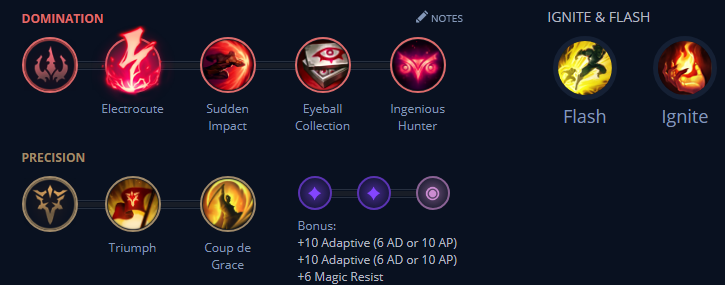 DOMINATION
NOTES
IGNITE & FLASH
Electrocute
Sudden
Impact
Eyeball
Collection
Ingenious
Hunter
Flash
Ignite
PRECISION
Triumph
Coup de
Grace
Bonus:
+10 Adaptive (6 AD or 10 AP)
+10 Adaptive (6 AD or 10 AP)
+6 Magic Resist